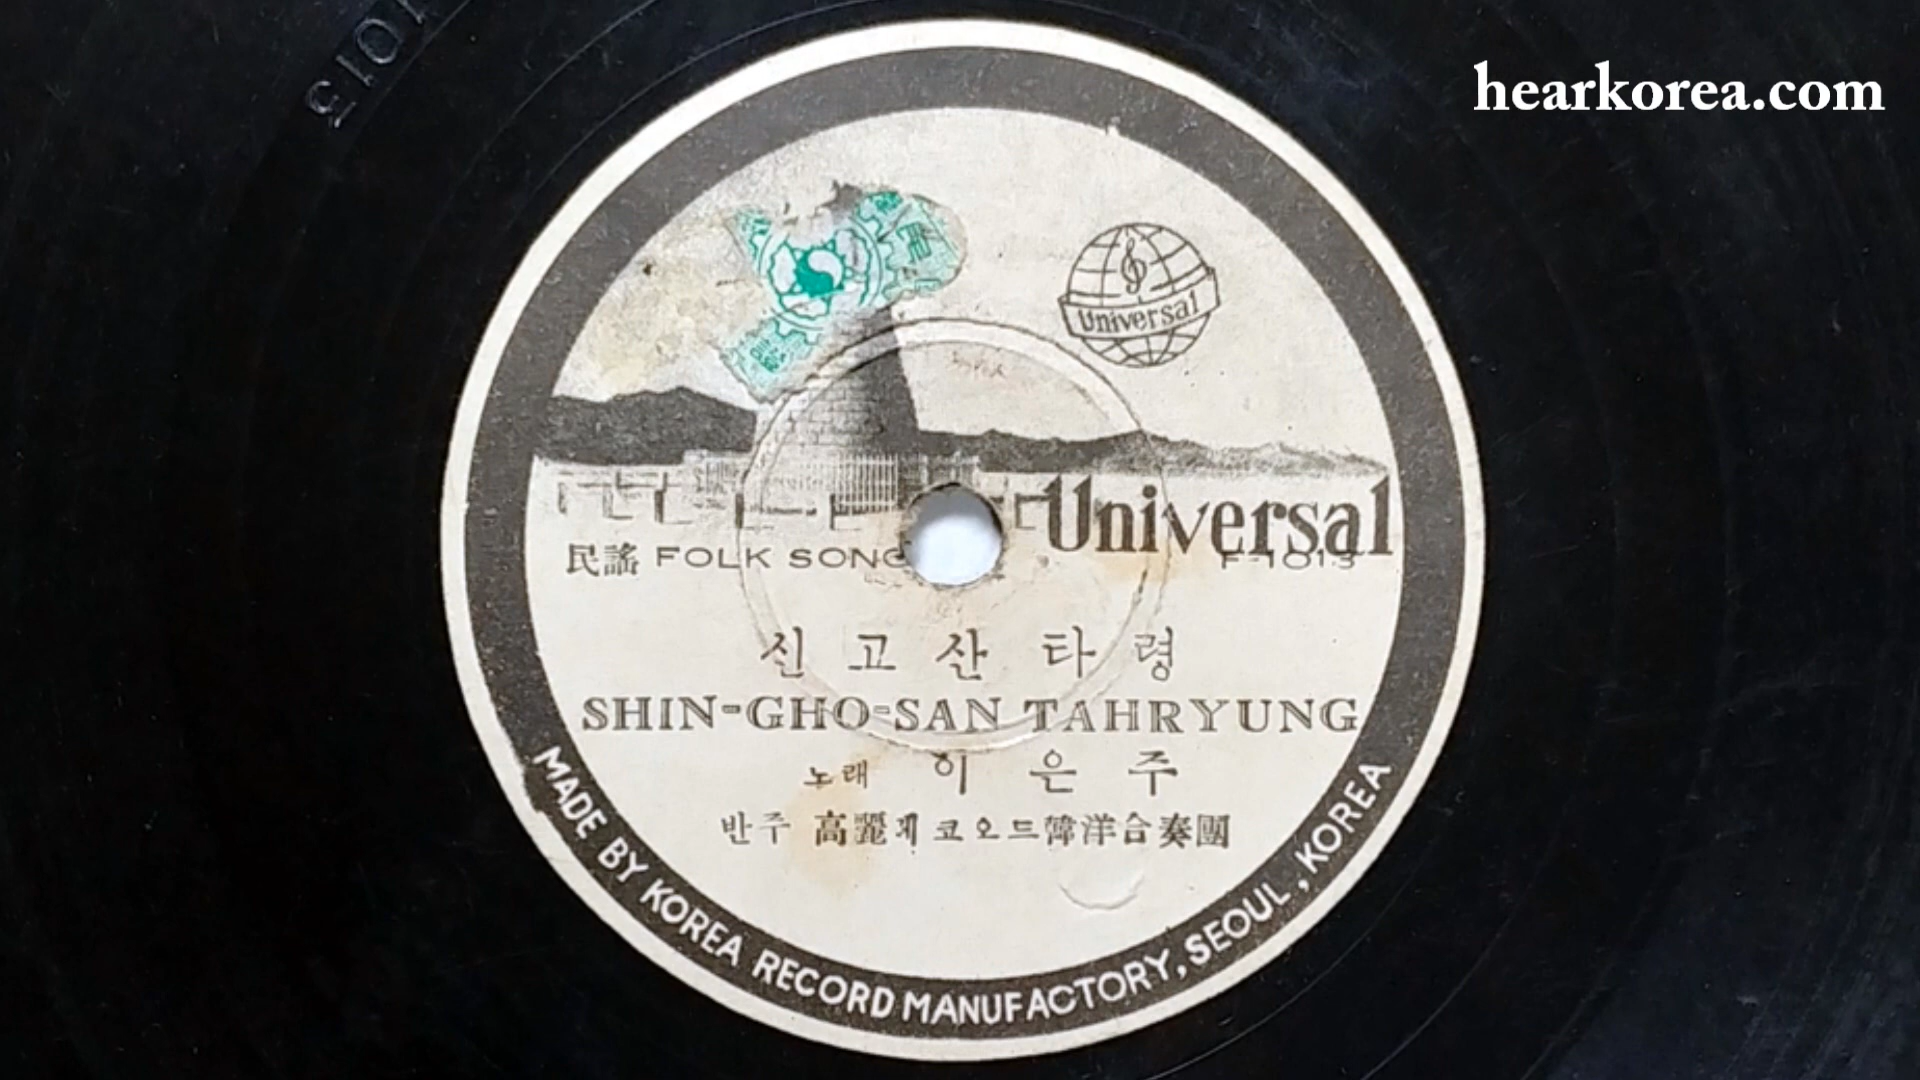 1013
hearkorea.com
Universal
Universal
民謠 FOLK SONG
F-1013
신고산타령
SHIN-GHO-SAN TAHRYUNG
노래 이은주
반주 高麗레코오드韓洋合奏團
MADE BY KOREA RECORD MANUFACTORY, SEOUL, KOREA